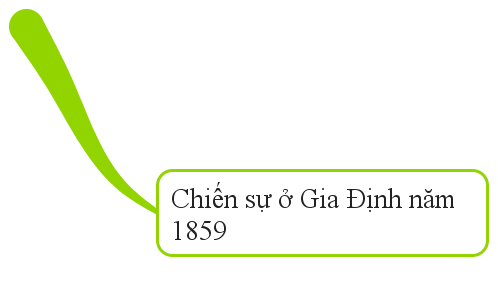 Chiến sự ở Gia Định năm
1859